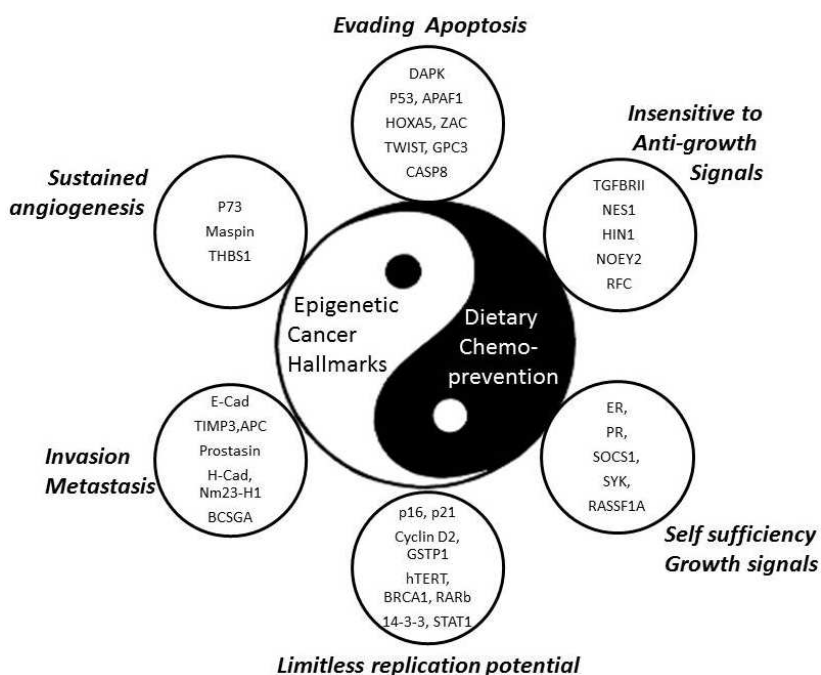 Evading Apoptosis
DAPK
P53, APAF1
HOXA5, ZAC
TWIST, GPC3
CASP8
Insensitive to
Anti-growth
Signals
TGFBRII
NES1
HIN1
NOEY2
RFC
Sustained
angiogenesis
P73
Maspin
THBS1
Epigenetic
Cancer
Hallmarks
Dietary
Chemo-
prevention
Invasion
Metastasis
E-Cad
TIMP3,APC
Prostasin
H-Cad,
Nm23-H1
BCSGA
ER,
PR,
SOCS1,
SYK,
RASSF1A
Self sufficiency
Growth signals
p16, p21
Cyclin D2,
GSTP1
hTERT,
BRCA1, RARb
14-3-3, STAT1
Limitless replication potential